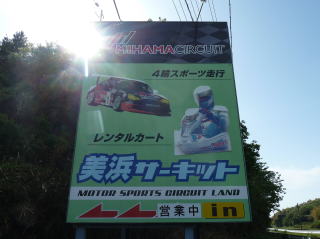 MIHAMA CIRCUIT
4輪スポーツ走行
レンタルカート
美浜サーキット
MOTOR SPORTS CIRCUIT LAND
営業中 in